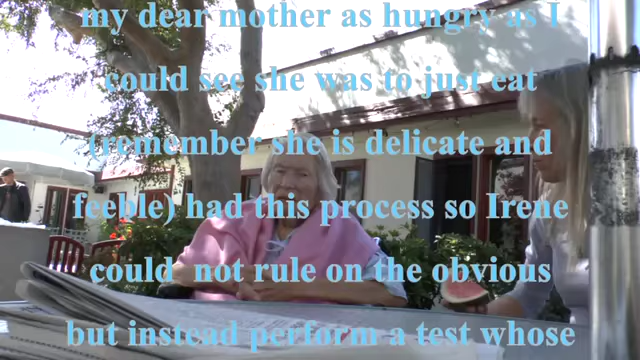 my dear mother as hungry as I
could see she was to just eat
(remember she is delicate and
feeble) had this process so Irene
could not rule on the obvious
but instead perform a test whose